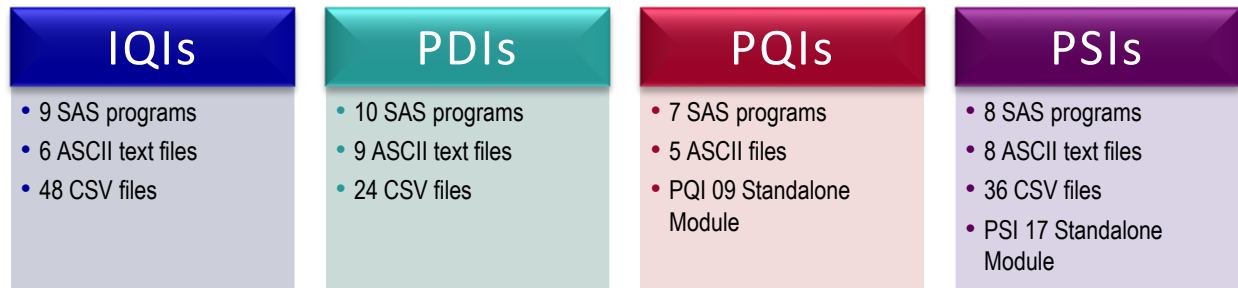 IQIs
• 9 SAS programs
• 6 ASCII text files
• 48 CSV files
PDIs
• 10 SAS programs
• 9 ASCII text files
• 24 CSV files
PQIs
• 7 SAS programs
• 5 ASCII files
• PQI 09 Standalone
Module
PSIs
• 8 SAS programs
• 8 ASCII text files
• 36 CSV files
• PSI 17 Standalone
Module